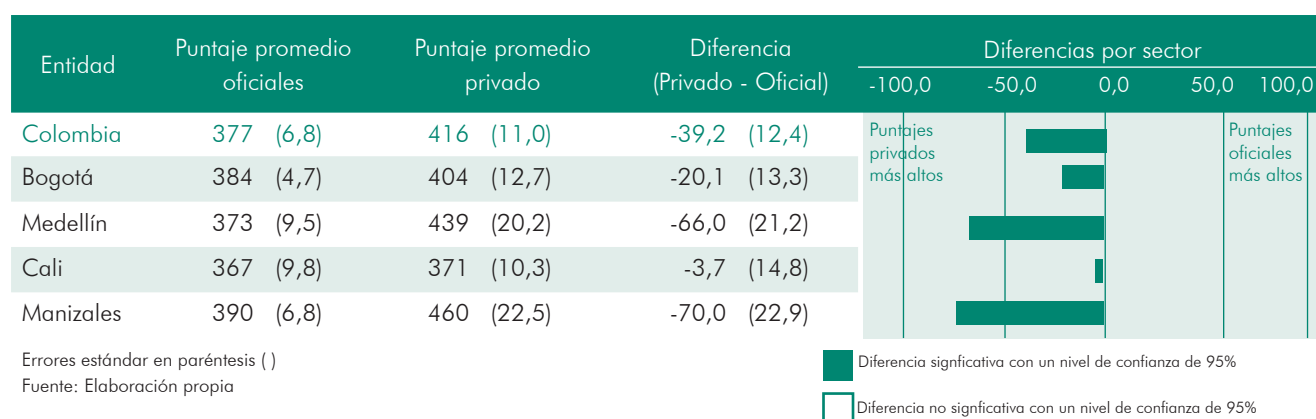 Entidad
Puntaje promedio
oficiales
Puntaje promedio
privado
Diferencia
(Privado - Oficial)
Diferencias por sector
-100,0 -50,0 0,0 50,0 100,0
Colombia 377 (6,8) 416 (11,0) -39,2 (12,4)
Bogotá 384 (4,7) 404 (12,7) -20,1 (13,3)
Medellín 373 (9,5) 439 (20,2) -66,0 (21,2)
Cali 367 (9,8) 371 (10,3) -3,7 (14,8)
Manizales 390 (6,8) 460 (22,5) -70,0 (22,9)
Puntajes
privados
más altos
Puntajes
oficiales
más altos
Errores estándar en paréntesis ( )
Fuente: Elaboración propia
Diferencia signficativa con un nivel de confianza de 95%
Diferencia no signficativa con un nivel de confianza de 95%